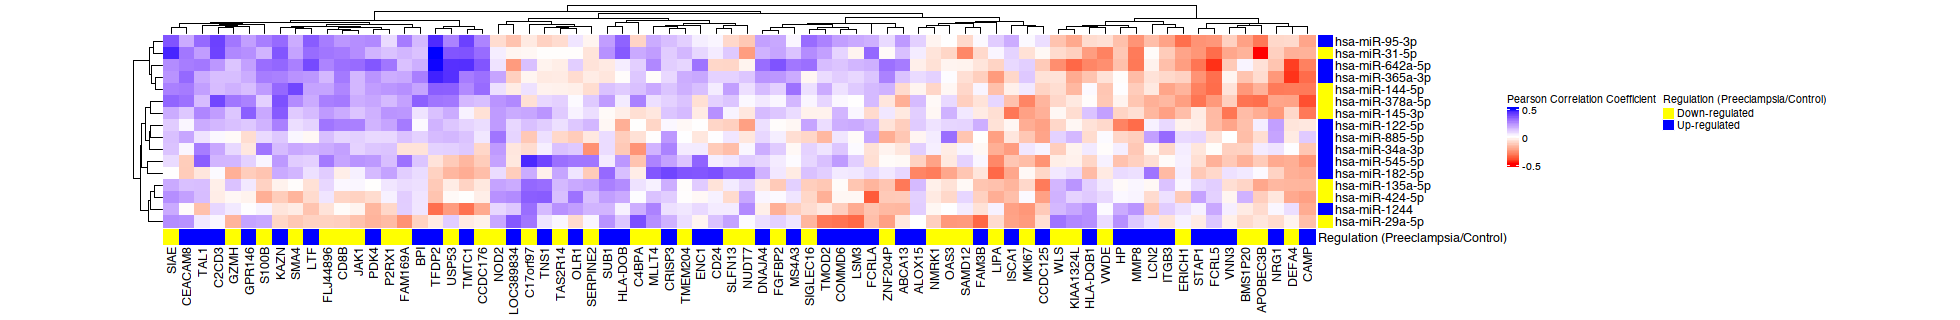 hsa-miR-95-3p
hsa-miR-31-5p
hsa-miR-642a-5p
hsa-miR-365a-3p
hsa-miR-144-5p
hsa-miR-378a-5p
hsa-miR-145-3p
hsa-miR-122-5p
hsa-miR-885-5p
hsa-miR-34a-3p
hsa-miR-545-5p
hsa-miR-182-5p
hsa-miR-135a-5p
hsa-miR-424-5p
hsa-miR-1244
hsa-miR-29a-5p
Regulation (Preeclampsia/Control)
SIAE
CEACAM8
TAL1
C2CD3
GZMH
GPR146
S100B
KAZN
SMA4
LTF
FLJ44896
CD8B
JAK1
PDK4
P2RX1
FAM169A
BPI
TFDP2
USP53
TMTC1
CCDC176
NOD2
LOC389834
C17orf97
TNS1
TAS2R14
OLR1
SERPINE2
SUB1
HLA-DOB
C4BPA
MLLT4
CRISP3
TMEM204
ENC1
CD24
SLFN13
NUDT7
DNAJA4
FGFBP2
MS4A3
SIGLEC16
TMOD2
COMMD6
LSM3
FCRLA
ZNF204P
ABCA13
ALOX15
NMRK1
OAS3
SAMD12
FAM3B
LIPA
ISCA1
MKI67
CCDC125
WLS
KIAA1324L
HLA-DQB1
VWDE
HP
MMP8
LCN2
ITGB3
ERICH1
STAP1
FCRL5
VNN3
BMS1P20
APOBEC3B
NRG1
DEFA4
CAMP
Pearson Correlation Coefficient
0.5
0
-0.5
Regulation (Preeclampsia/Control)
Down-regulated
Up-regulated